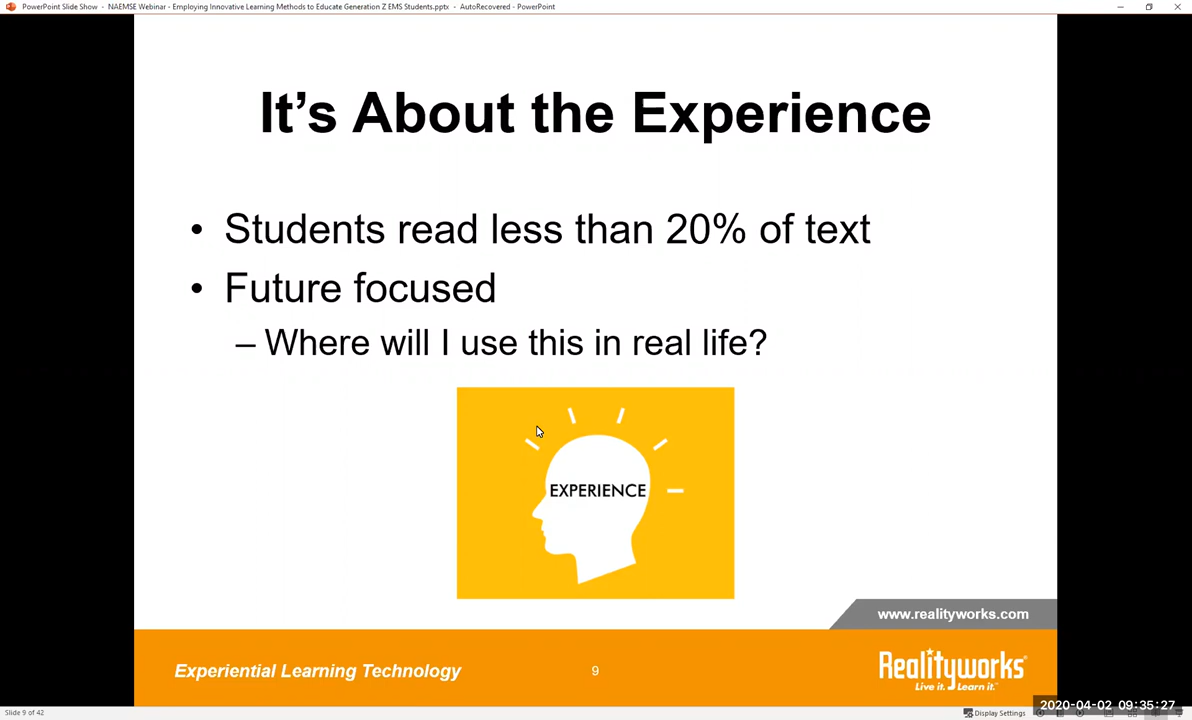 PowerPoint Slide Show - NAEMSE Webinar - Employing Innovative Learning Methods to Educate Generation Z EMS Students.pptx - AutoRecovered - PowerPoint
It's About the Experience
• Students read less than 20% of text
• Future focused
– Where will I use this in real life?
EXPERIENCE
www.realityworks.com
Experiential Learning Technology
9
Realityworks
Live it. Learn it.™
2020-04-02 09:35:27
Slide 9 of 42
Display Settings